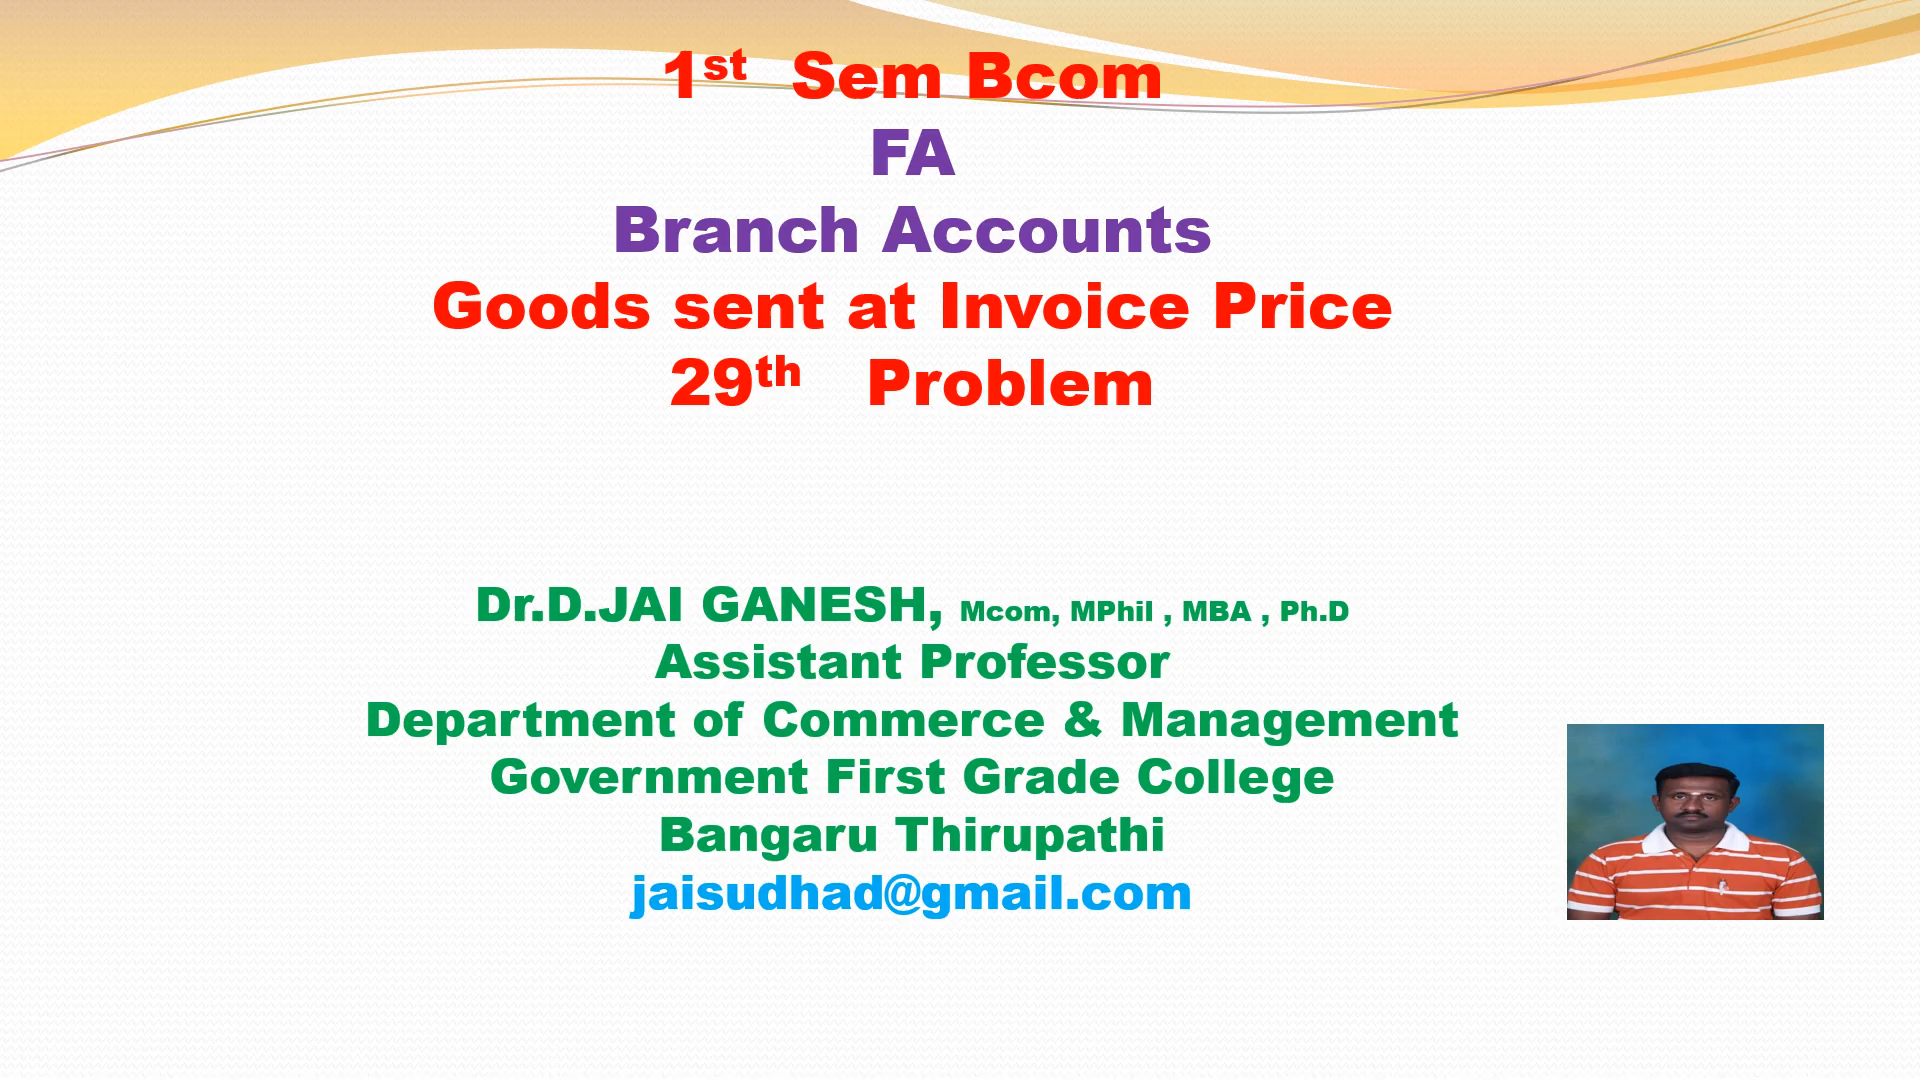 1st Sem Bcom
FA
Branch Accounts
Goods sent at Invoice Price
29th Problem
Dr.D.JAI GANESH, Mcom, MPhil , MBA , Ph.D
Assistant Professor
Department of Commerce & Management
Government First Grade College
Bangaru Thirupathi
jaisudhad@gmail.com